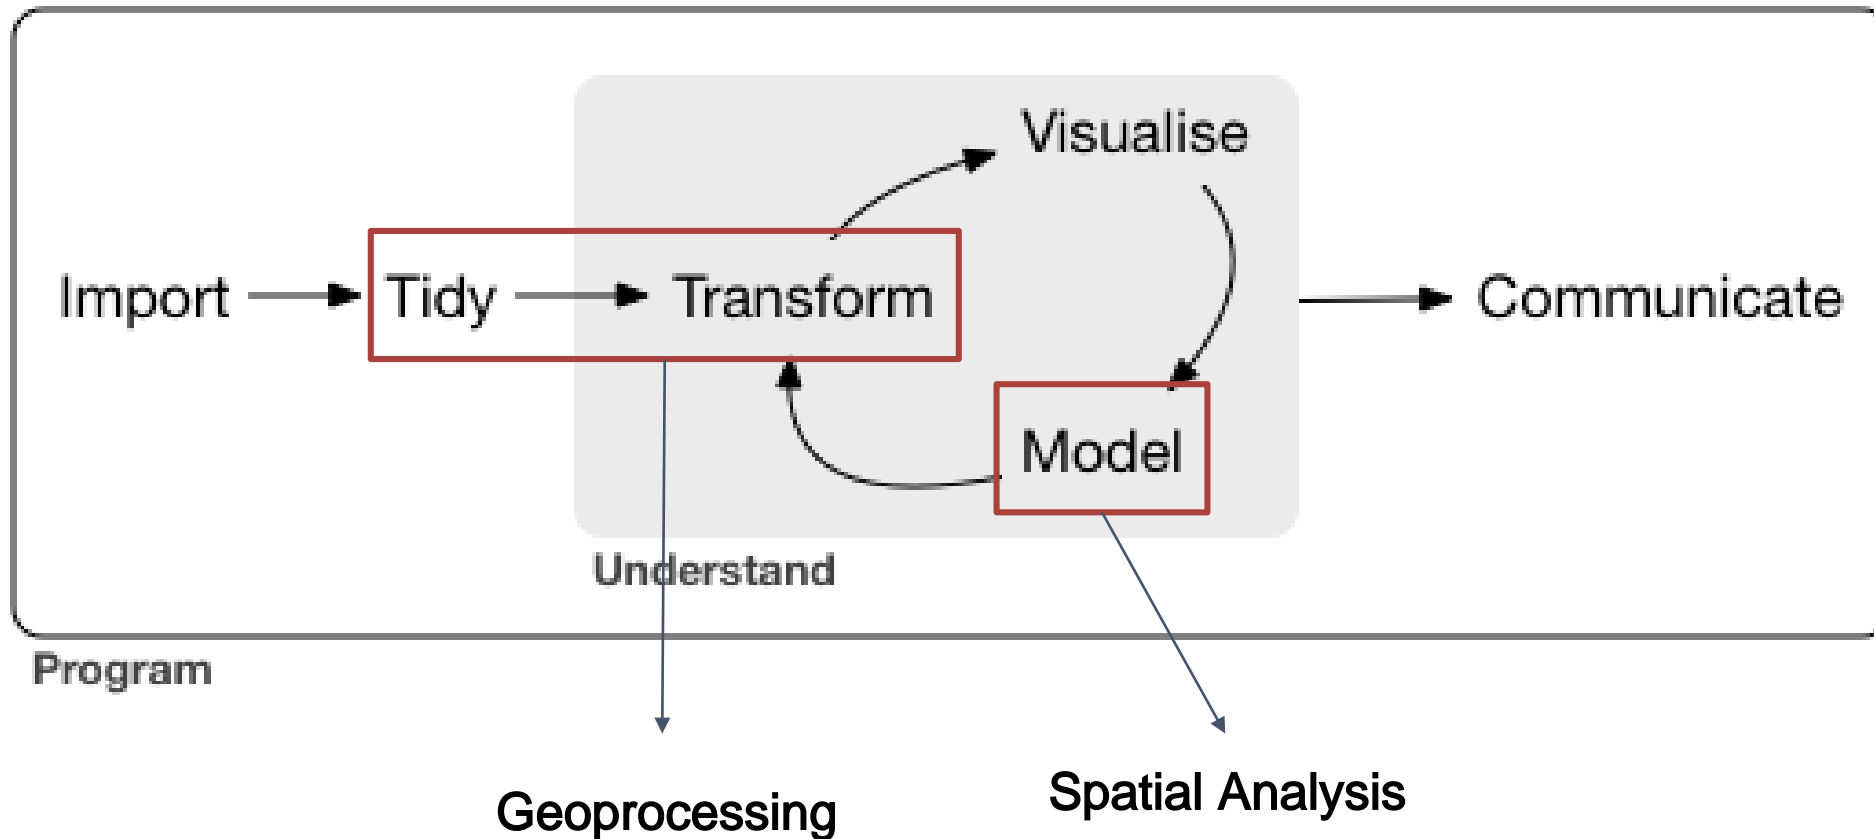 Visualise
Import
Tidy
Transform
Communicate
Model
Understand
Program
Geoprocessing
Spatial Analysis